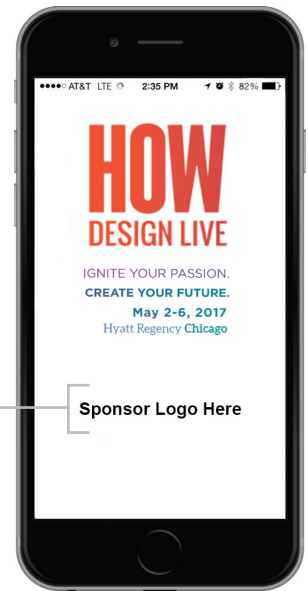 AT&T LTE 2:35 PM 82%
HOW
DESIGN LIVE
IGNITE YOUR PASSION.
CREATE YOUR FUTURE.
May 2-6, 2017
Hyatt Regency Chicago
Sponsor Logo Here